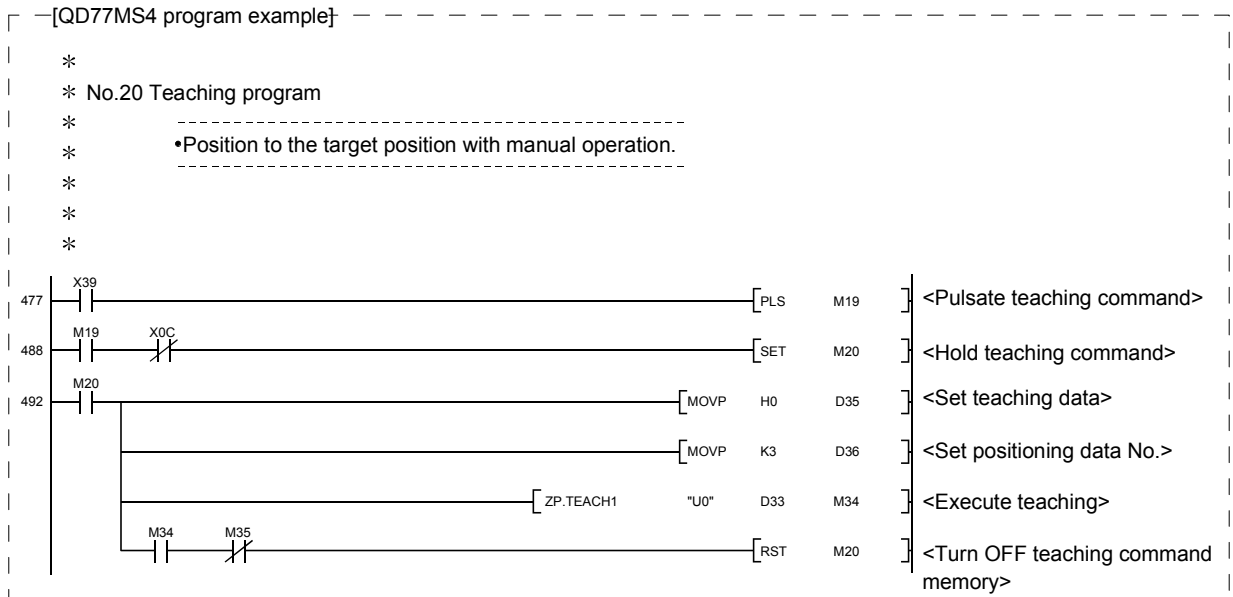 [QD77MS4 program example]
*
* No.20 Teaching program
*
* •Position to the target position with manual operation.
*
*
*
X39
477 PLS M19 <Pulsate teaching command>
M19 X0C
488 SET M20 <Hold teaching command>
M20
492 MOVP H0 D35 <Set teaching data>
MOVP K3 D36 <Set positioning data No.>
ZP.TEACH1 "U0" D33 M34 <Execute teaching>
M34 M35
RST M20 <Turn OFF teaching command
memory>